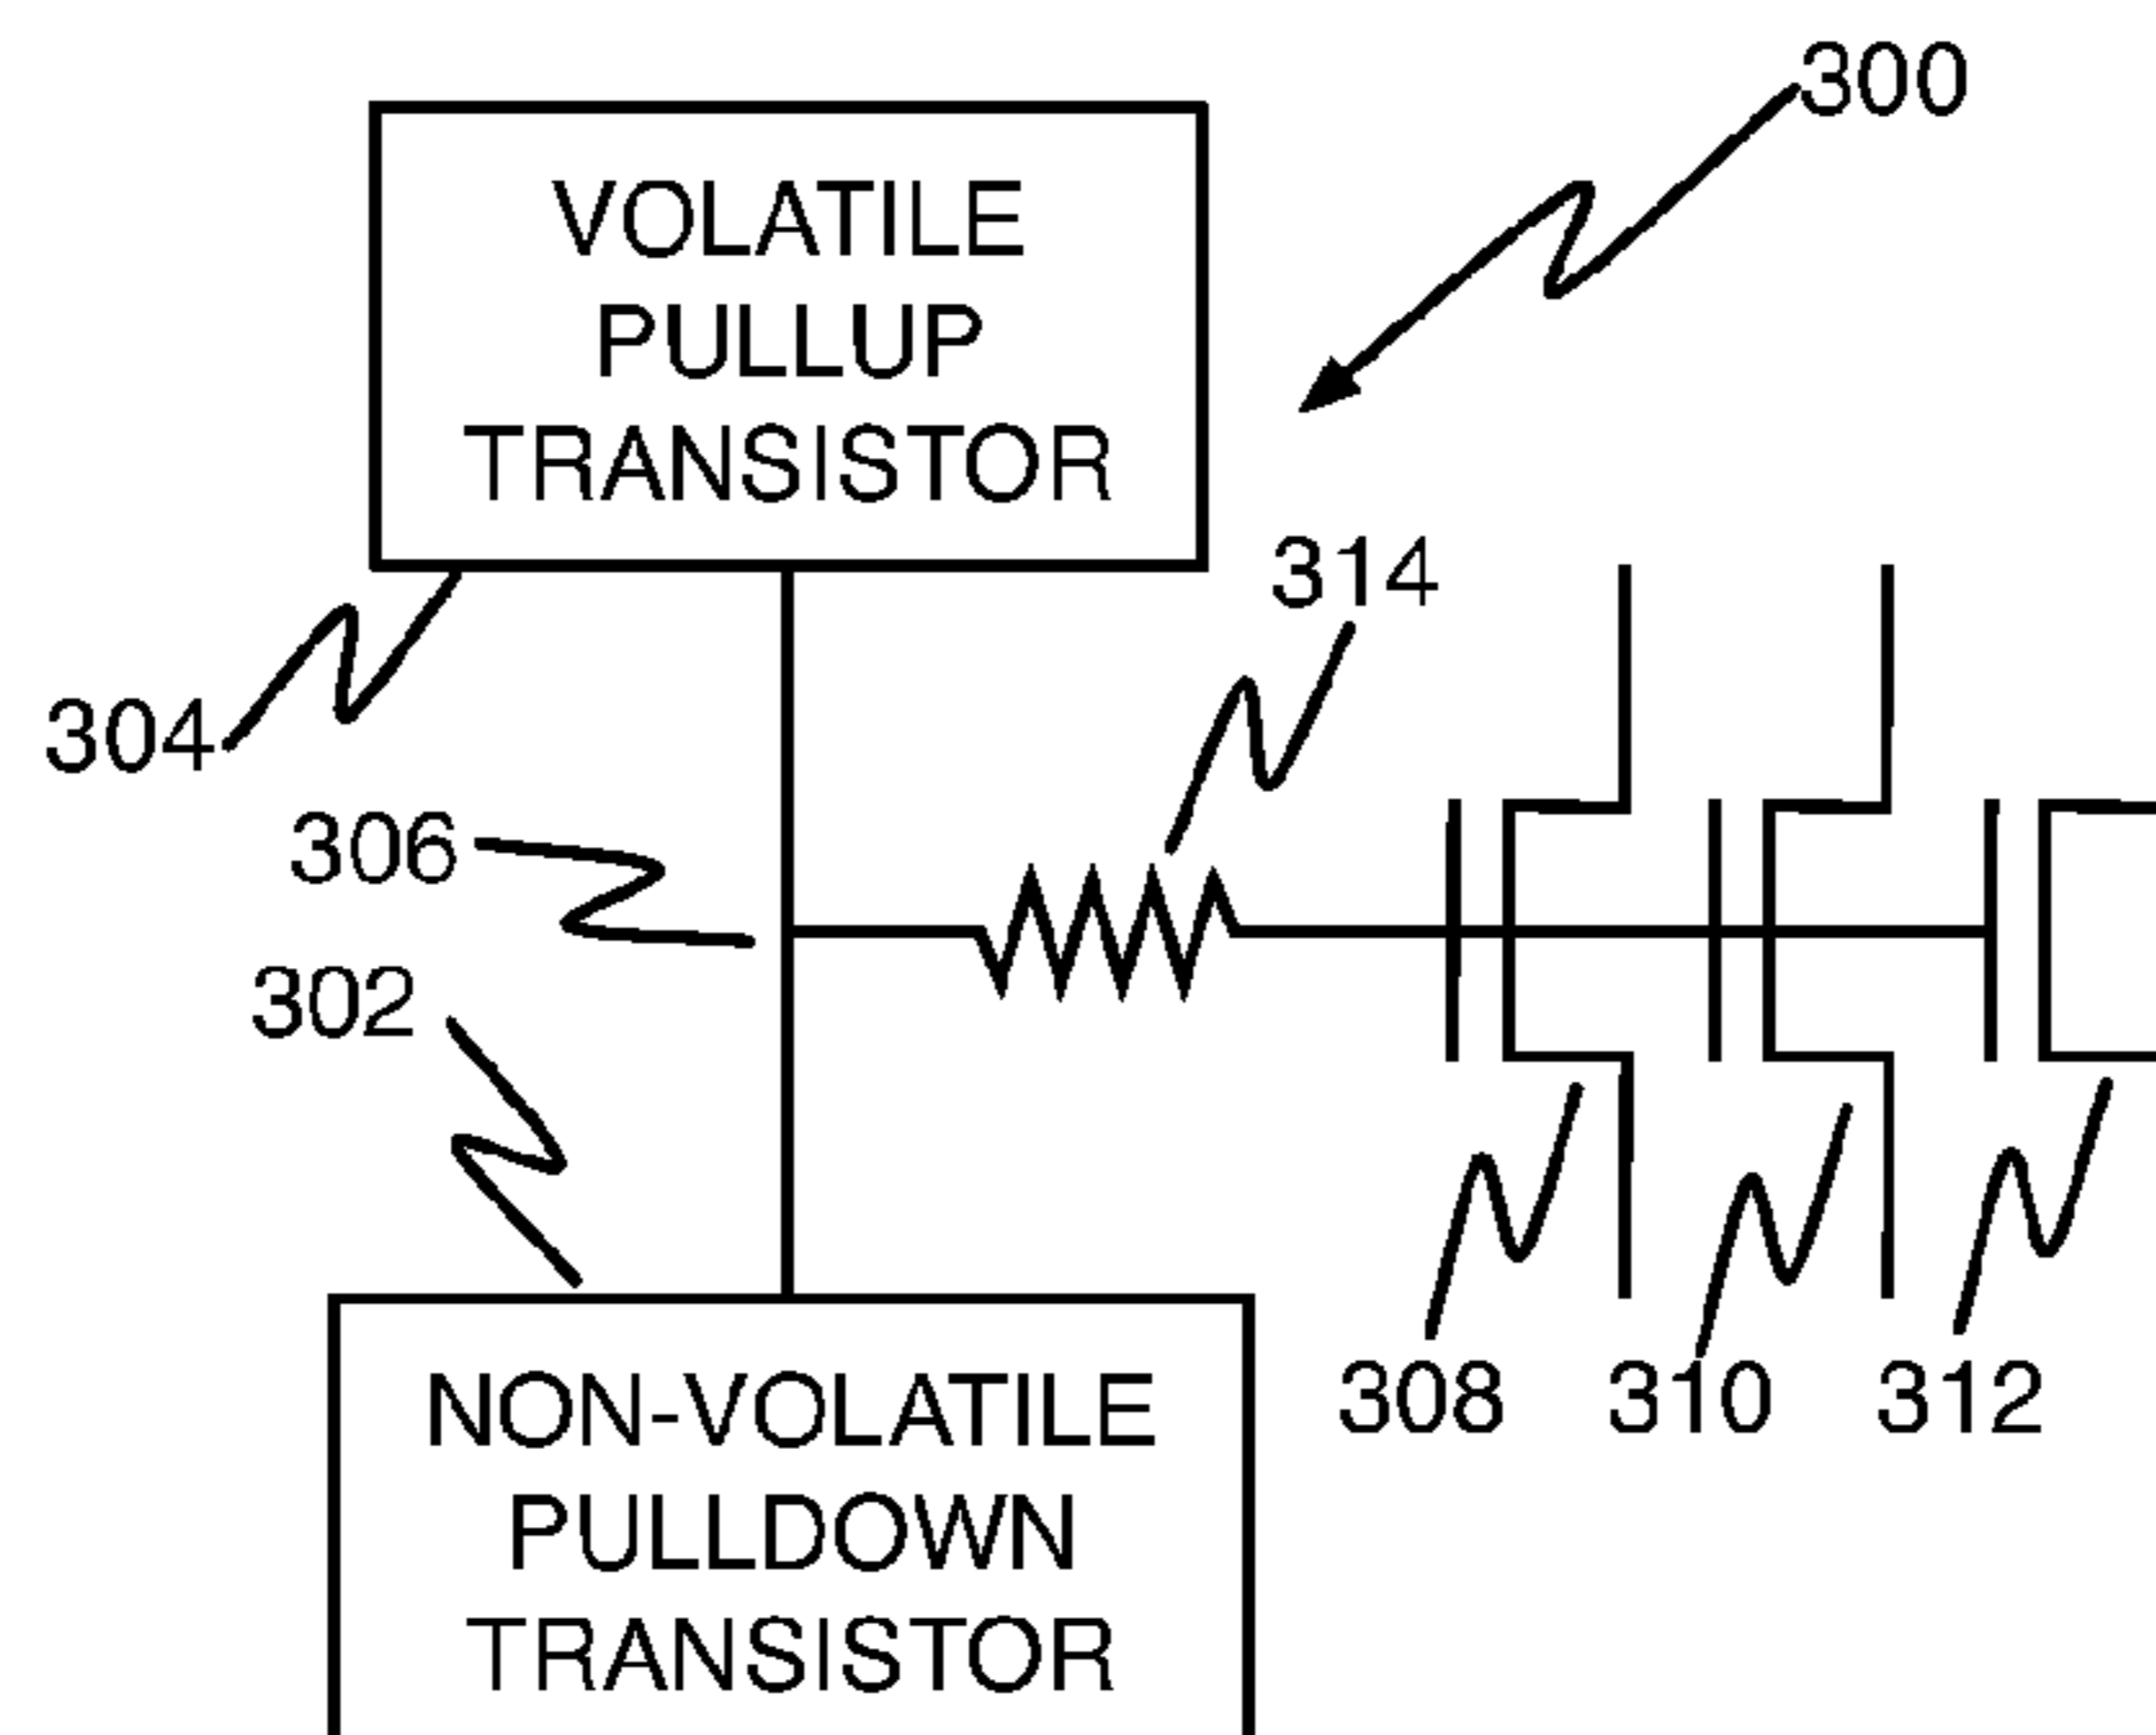 300
VOLATILE
PULLUP
TRANSISTOR
314
304
306
302
308 310 312
NON-VOLATILE
PULLDOWN
TRANSISTOR